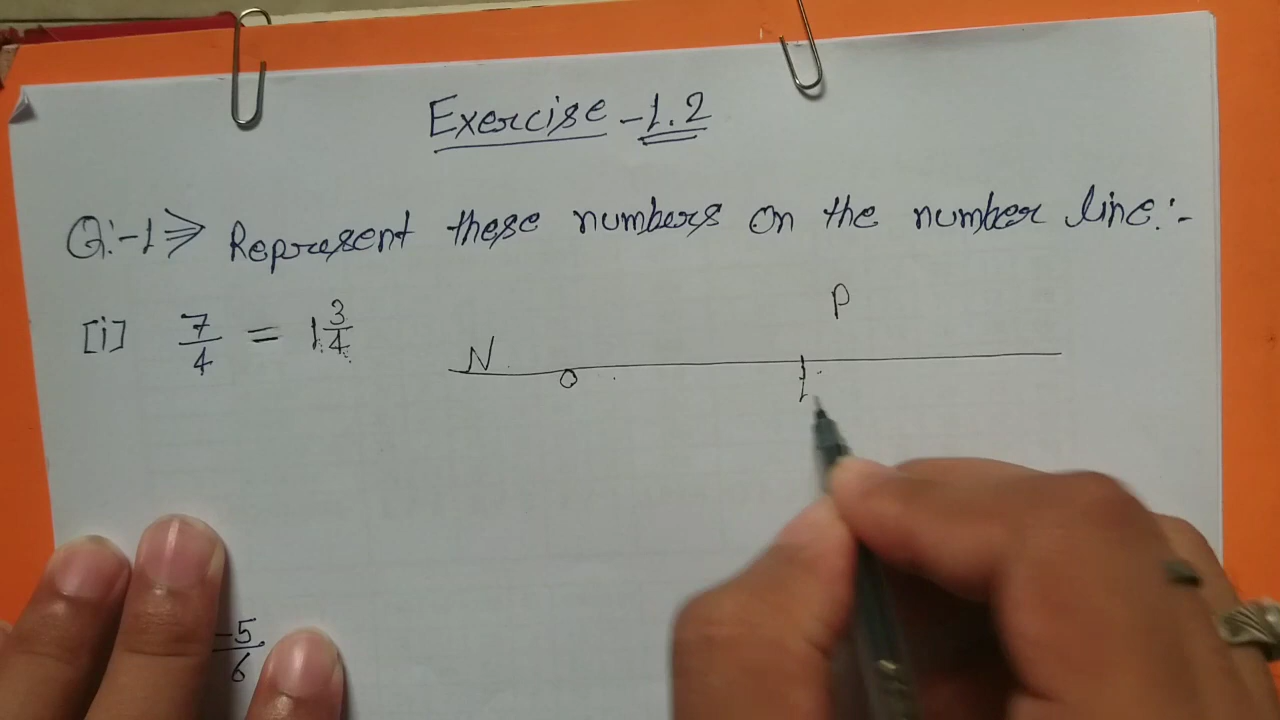 Exercise -1.2
Q:-1⇒ Represent these numbers on the number line:-
P
[i] 7/4 = 1 3/4
N
0 1
-5/6